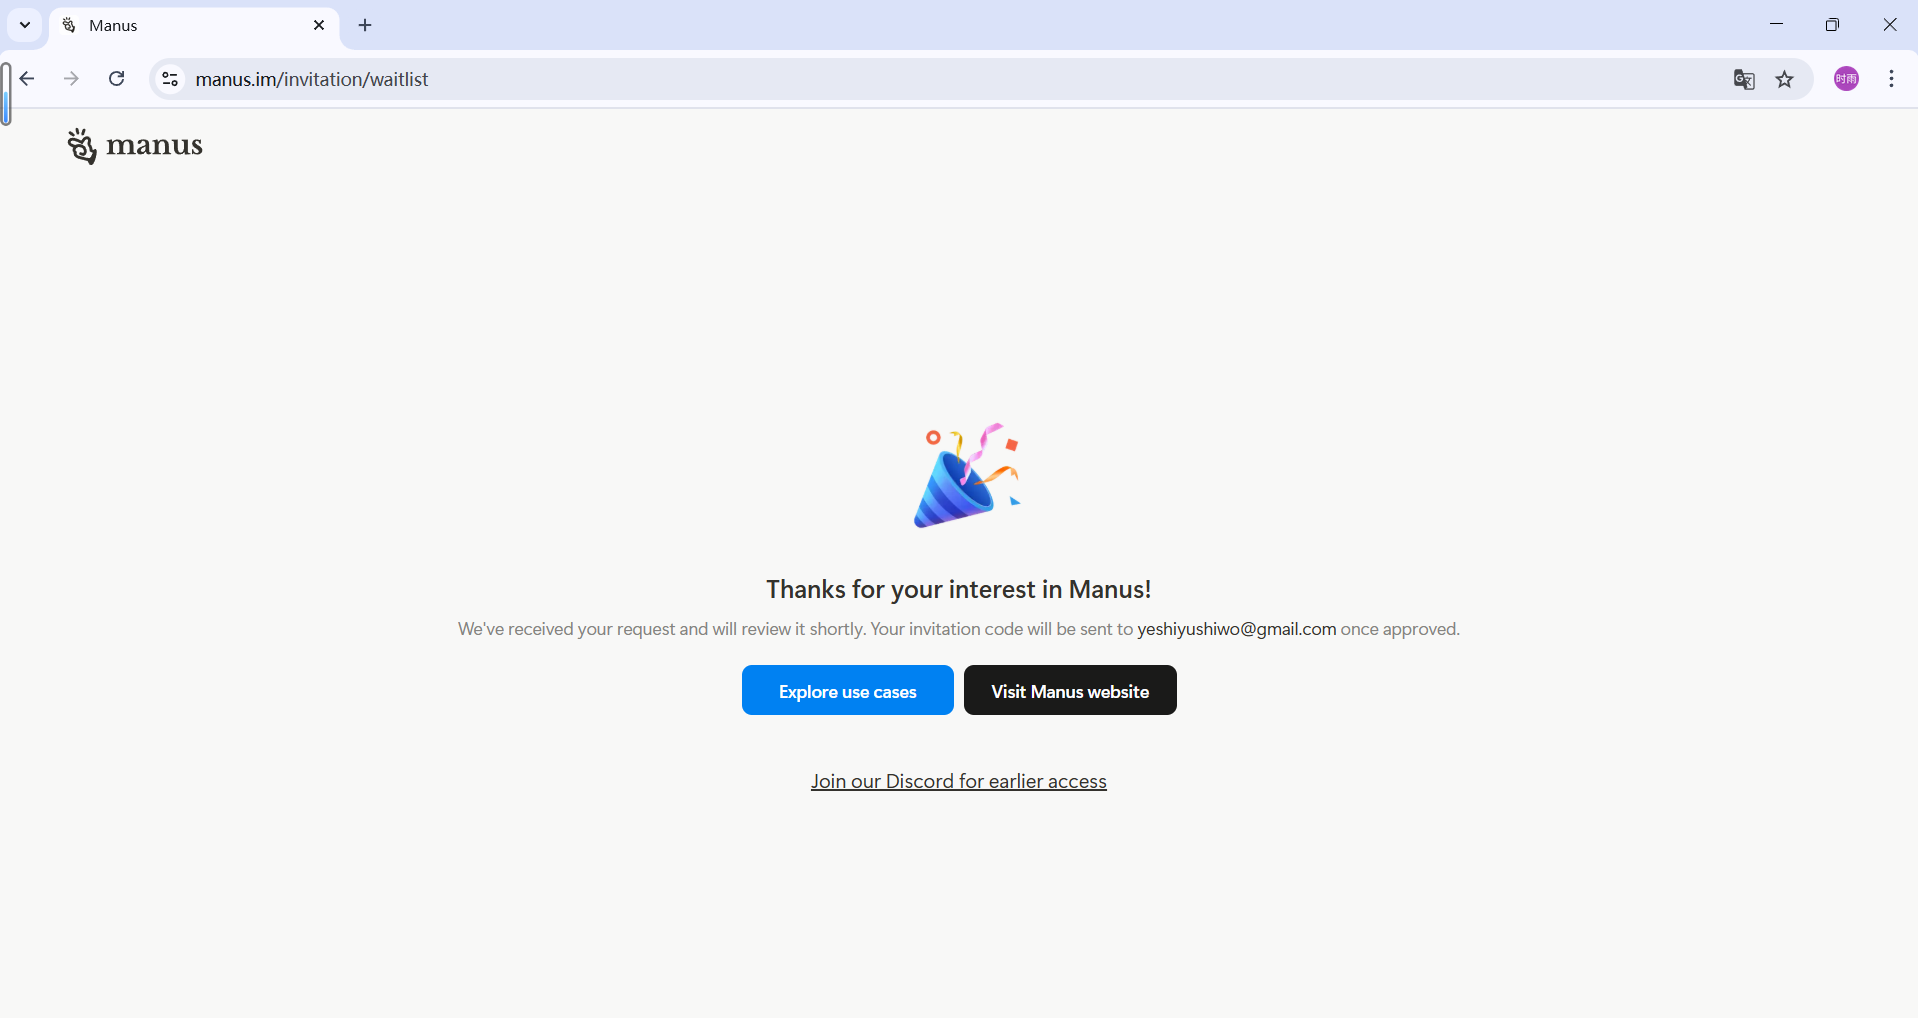 Manus
manus.im/invitation/waitlist
时雨
manus
Thanks for your interest in Manus!
We've received your request and will review it shortly. Your invitation code will be sent to yeshiyushiwo@gmail.com once approved.
Explore use cases
Visit Manus website
Join our Discord for earlier access